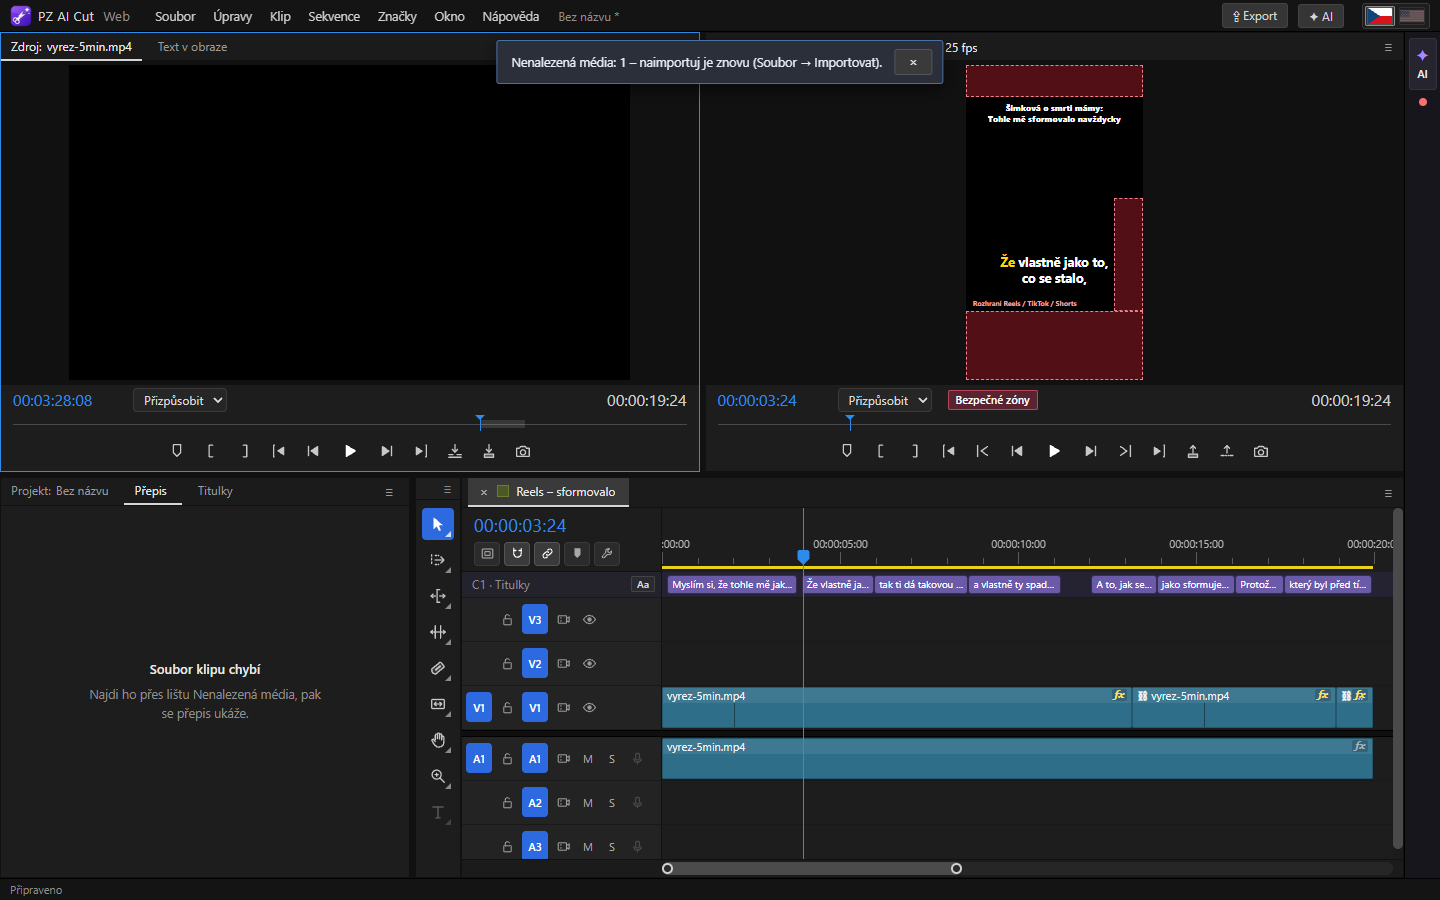 PZ AI Cut Web
Soubor Úpravy Klip Sekvence Značky Okno Nápověda Bez názvu *
Export AI
Zdroj: vyrez-5min.mp4 Text v obraze
Nenalezená média: 1 – naimportuj je znovu (Soubor → Importovat). ×
25 fps
AI
Šimková o smrti mámy:
Tohle mě sformovalo navždycky
Že vlastně jako to,
co se stalo,
Rozhraní Reels / TikTok / Shorts
00:03:28:08 Přizpůsobit 00:00:19:24
00:00:03:24 Přizpůsobit Bezpečné zóny 00:00:19:24
Projekt: Bez názvu Přepis Titulky
× Reels – sformovalo
00:00:03:24
:00:00 00:00:05:00 00:00:10:00 00:00:15:00 00:00:20:0
C1 · Titulky Aa
Myslím si, že tohle mě jak... Že vlastně ja... tak ti dá takovou ... a vlastně ty spad... A to, jak se... jako sformuje... Protož... který byl před tí...
V3
V2
V1 V1
vyrez-5min.mp4 fx vyrez-5min.mp4 fx fx
A1 A1 M S
vyrez-5min.mp4 fx
A2 M S
A3 M S
Soubor klipu chybí
Najdi ho přes lištu Nenalezená média, pak
se přepis ukáže.
Připraveno